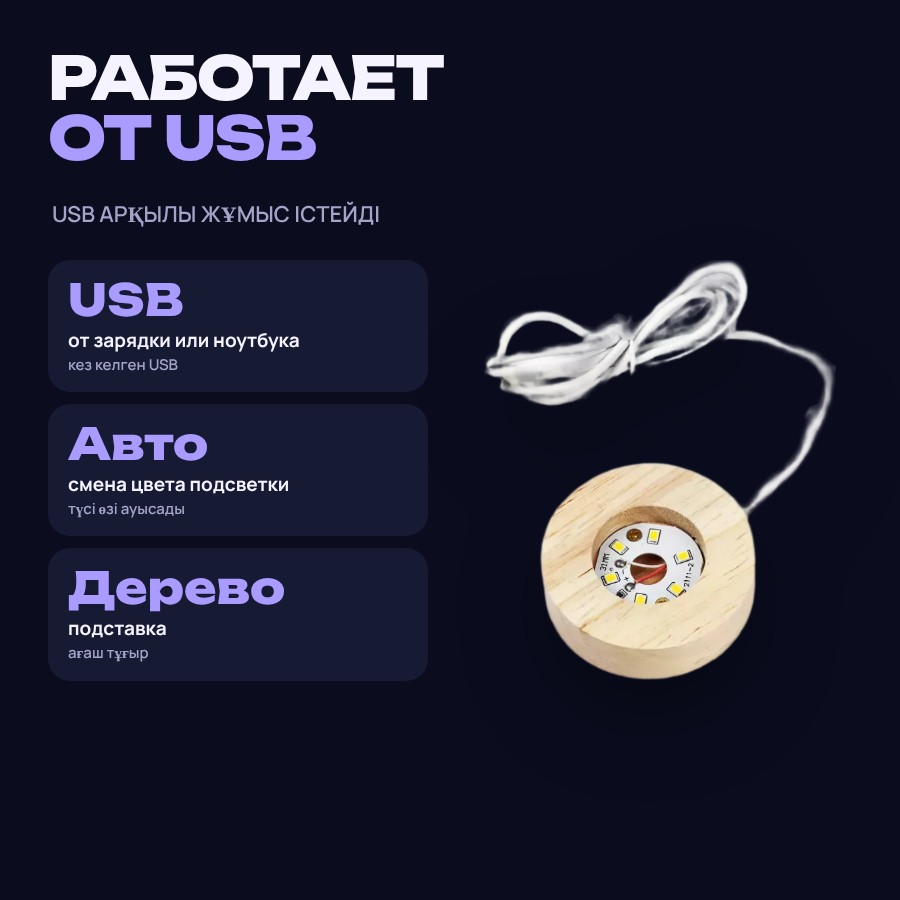 РАБОТАЕТ
ОТ USB
USB АРҚЫЛЫ ЖҰМЫС ІСТЕЙДІ
USB
от зарядки или ноутбука
кез келген USB
Авто
смена цвета подсветки
түсі өзі ауысады
Дерево
подставка
ағаш тұғыр